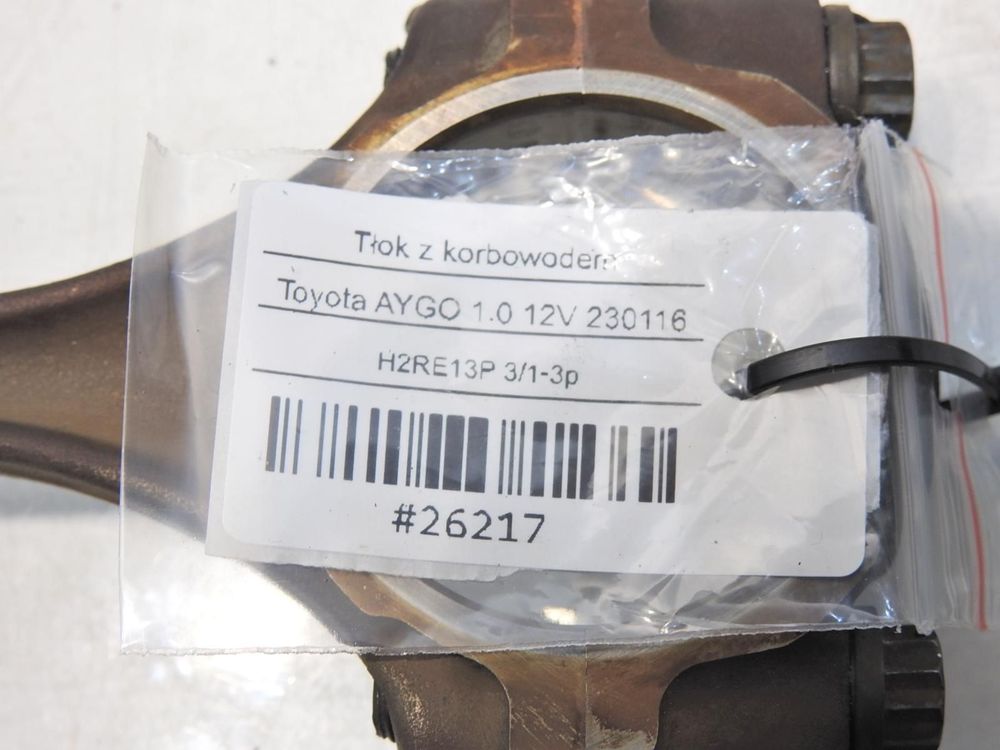 Tłok z korbowodem
Toyota AYGO 1.0 12V 230116
H2RE13P 3/1-3p
#26217